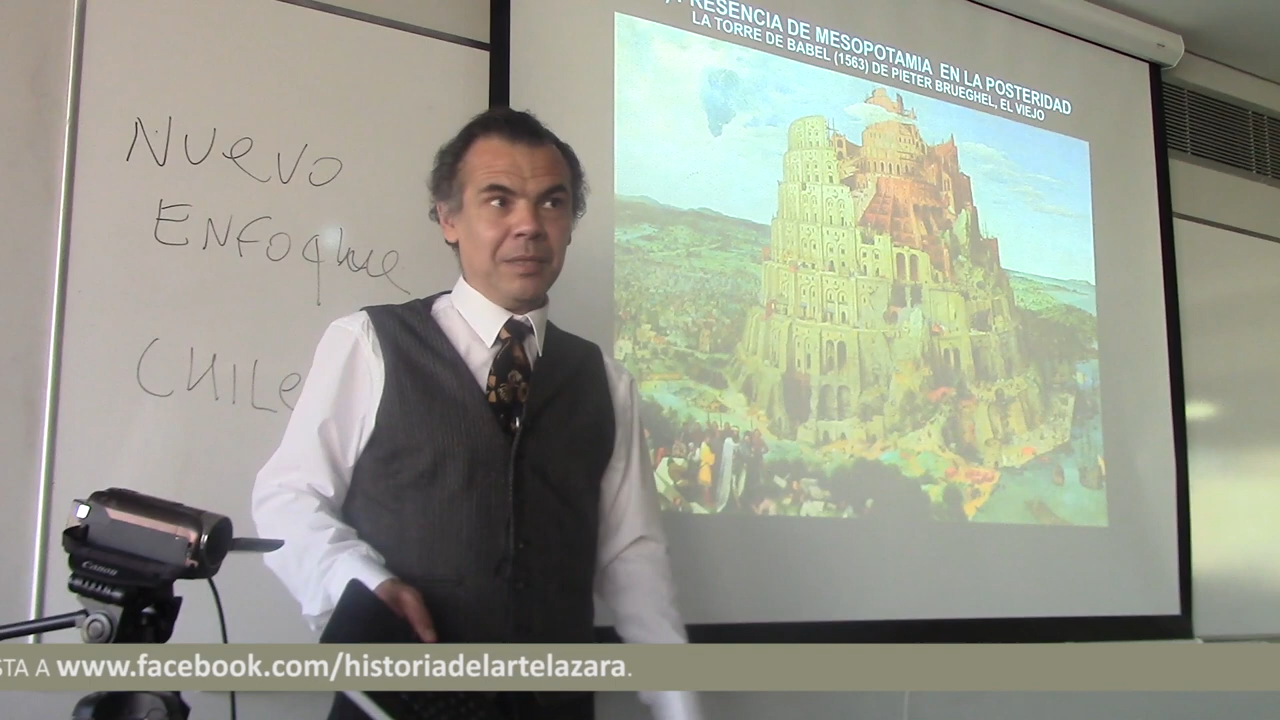 RESENCIA DE MESOPOTAMIA EN LA POSTERIDAD
LA TORRE DE BABEL (1563) DE PIETER BRUEGHEL, EL VIEJO
NUevo
ENFOque
CHILe
Canon
STA A www.facebook.com/historiadelartelazara.